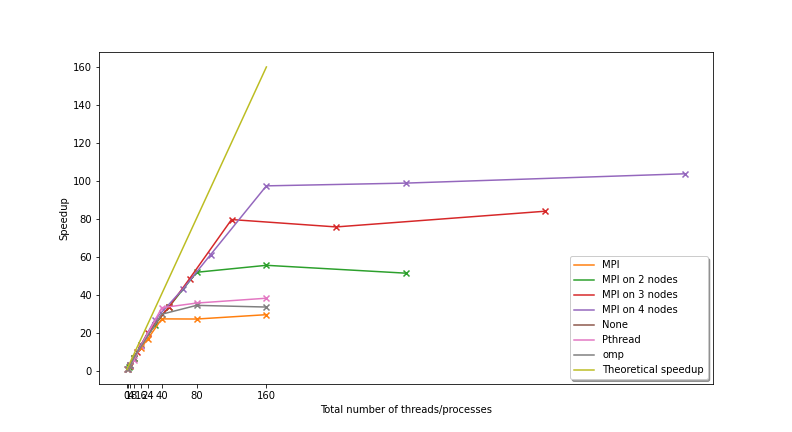 160
140
120
100
80
60
40
20
0
Speedup
0 1 4 8 16 24 40 80 160
Total number of threads/processes
MPI
MPI on 2 nodes
MPI on 3 nodes
MPI on 4 nodes
None
Pthread
omp
Theoretical speedup